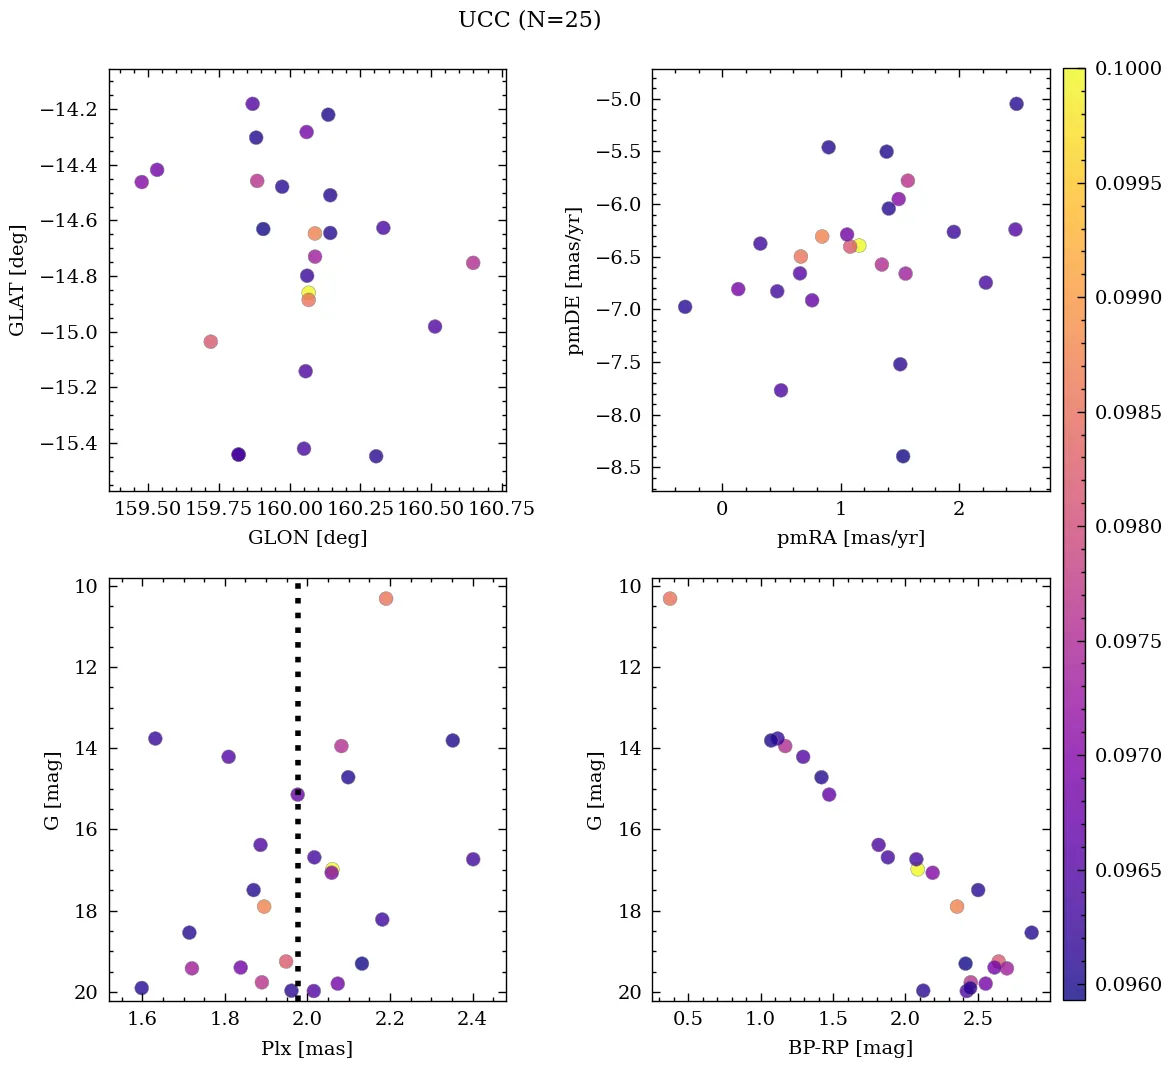 UCC (N=25)
−14.2
−14.4
−14.6
−14.8
−15.0
−15.2
−15.4
GLAT [deg]
159.50 159.75 160.00 160.25 160.50 160.75
GLON [deg]
−5.0
−5.5
−6.0
−6.5
−7.0
−7.5
−8.0
−8.5
pmDE [mas/yr]
0 1 2
pmRA [mas/yr]
10
12
14
16
18
20
G [mag]
1.6 1.8 2.0 2.2 2.4
Plx [mas]
10
12
14
16
18
20
G [mag]
0.5 1.0 1.5 2.0 2.5
BP-RP [mag]
0.1000
0.0995
0.0990
0.0985
0.0980
0.0975
0.0970
0.0965
0.0960